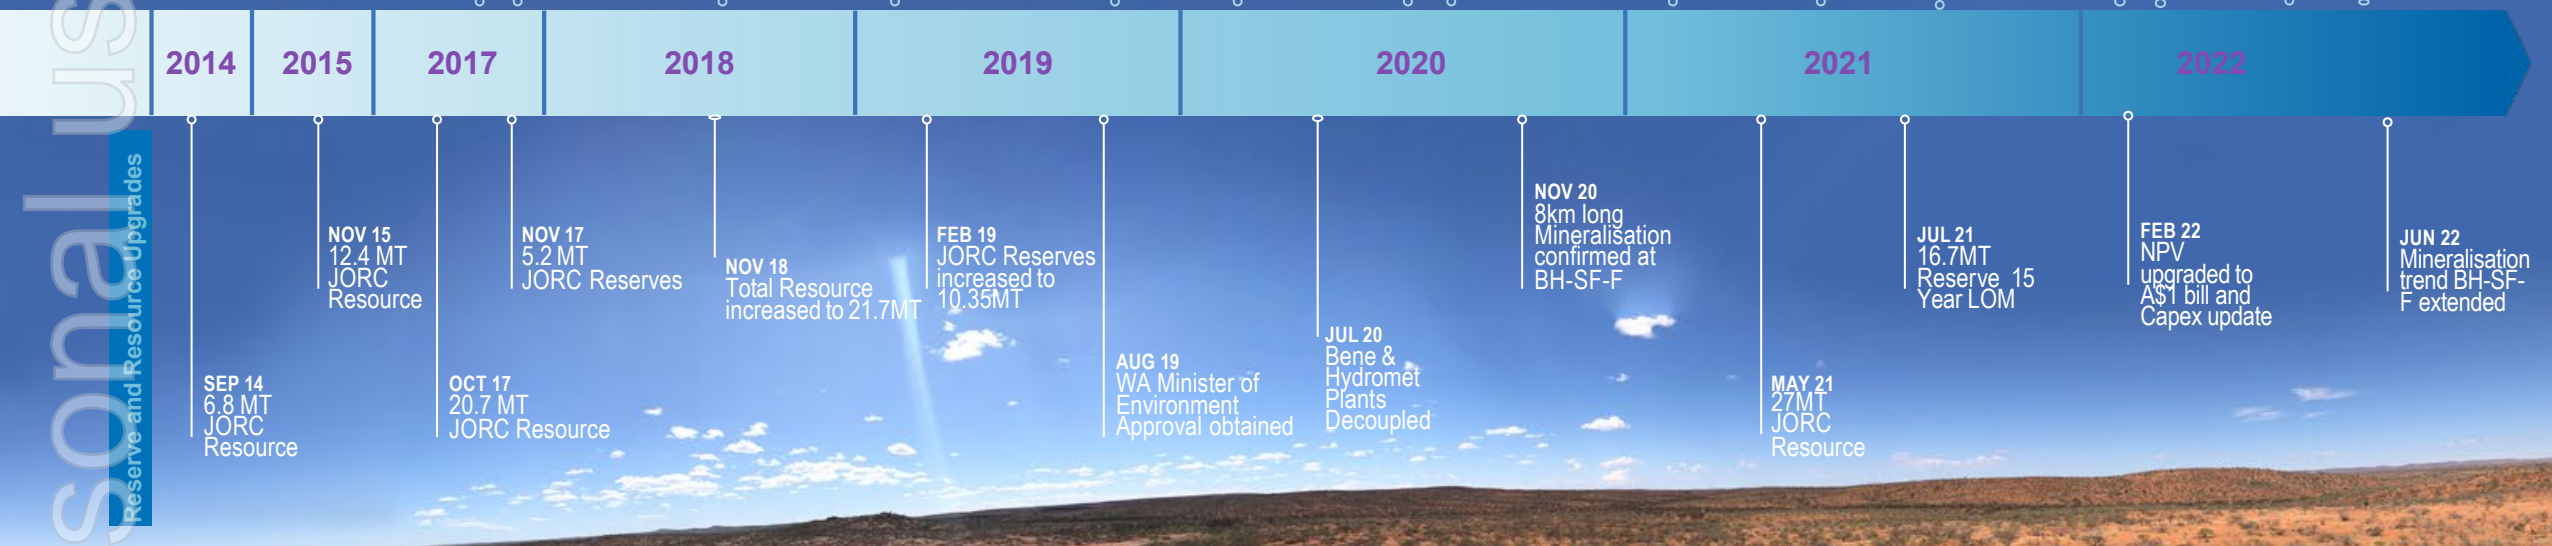 2014
2015
2017
2018
2019
2020
2021
2022
sonal us
Reserve and Resource Upgrades
SEP 14
6.8 MT
JORC
Resource
NOV 15
12.4 MT
JORC
Resource
OCT 17
20.7 MT
JORC Resource
NOV 17
5.2 MT
JORC Reserves
NOV 18
Total Resource
increased to 21.7MT
FEB 19
JORC Reserves
increased to
10.35MT
AUG 19
WA Minister of
Environment
Approval obtained
JUL 20
Bene &
Hydromet
Plants
Decoupled
NOV 20
8km long
Mineralisation
confirmed at
BH-SF-F
MAY 21
27MT
JORC
Resource
JUL 21
16.7MT
Reserve 15
Year LOM
FEB 22
NPV
upgraded to
A$1 bill and
Capex update
JUN 22
Mineralisation
trend BH-SF-
F extended